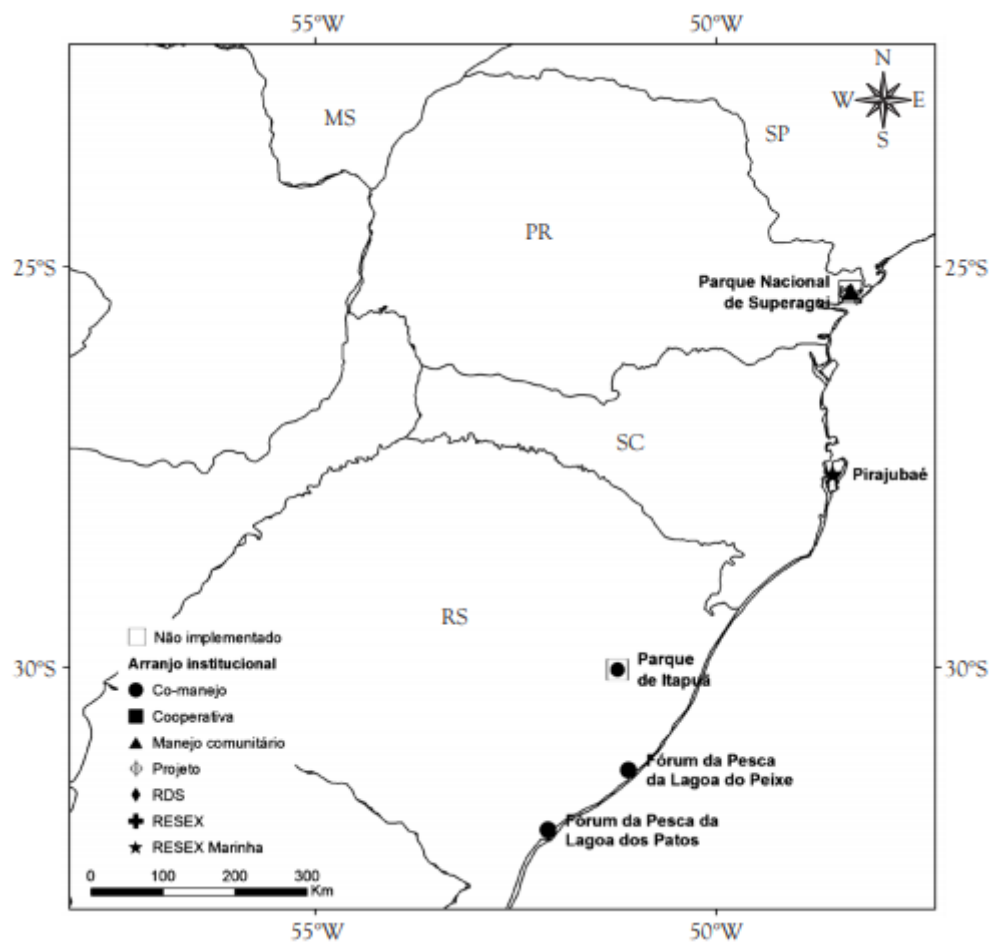 55°W 50°W
N
W E
S
MS
SP
PR
25°S 25°S
Parque Nacional
de Superagui
SC
Pirajubaé
RS
Não implementado
Arranjo institucional
Co-manejo
Cooperativa
Manejo comunitário
Projeto
RDS
RESEX
RESEX Marinha
0 100 200 300
Km
30°S 30°S
Parque
de Itapuã
Fórum da Pesca
da Lagoa do Peixe
Fórum da Pesca da
Lagoa dos Patos
55°W 50°W